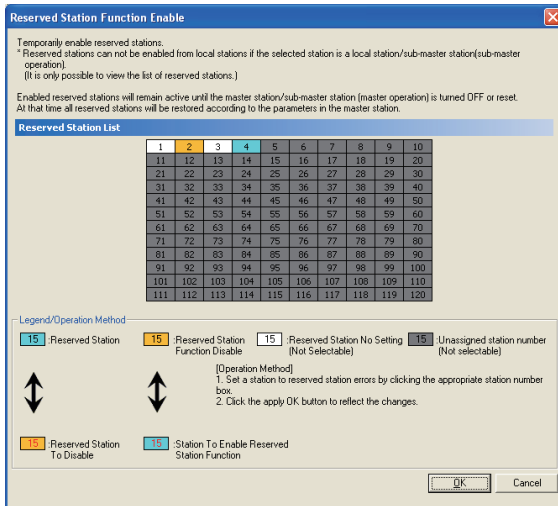 Reserved Station Function Enable
Temporarily enable reserved stations.
* Reserved stations can not be enabled from local stations if the selected station is a local station/sub-master station(sub-master
operation).
(It is only possible to view the list of reserved stations.)
Enabled reserved stations will remain active until the master station/sub-master station (master operation) is turned OFF or reset.
At that time all reserved stations will be restored according to the parameters in the master station.
Reserved Station List
1 2 3 4 5 6 7 8 9 10
11 12 13 14 15 16 17 18 19 20
21 22 23 24 25 26 27 28 29 30
31 32 33 34 35 36 37 38 39 40
41 42 43 44 45 46 47 48 49 50
51 52 53 54 55 56 57 58 59 60
61 62 63 64 65 66 67 68 69 70
71 72 73 74 75 76 77 78 79 80
81 82 83 84 85 86 87 88 89 90
91 92 93 94 95 96 97 98 99 100
101 102 103 104 105 106 107 108 109 110
111 112 113 114 115 116 117 118 119 120
Legend/Operation Method
15 :Reserved Station 15 :Reserved Station 15 :Reserved Station No Setting 15 :Unassigned station number
Function Disable (Not Selectable) (Not selectable)
[Operation Method]
1. Set a station to reserved station errors by clicking the appropriate station number
box.
2. Click the apply OK button to reflect the changes.
15 :Reserved Station 15 :Station To Enable Reserved
To Disable Station Function
OK Cancel